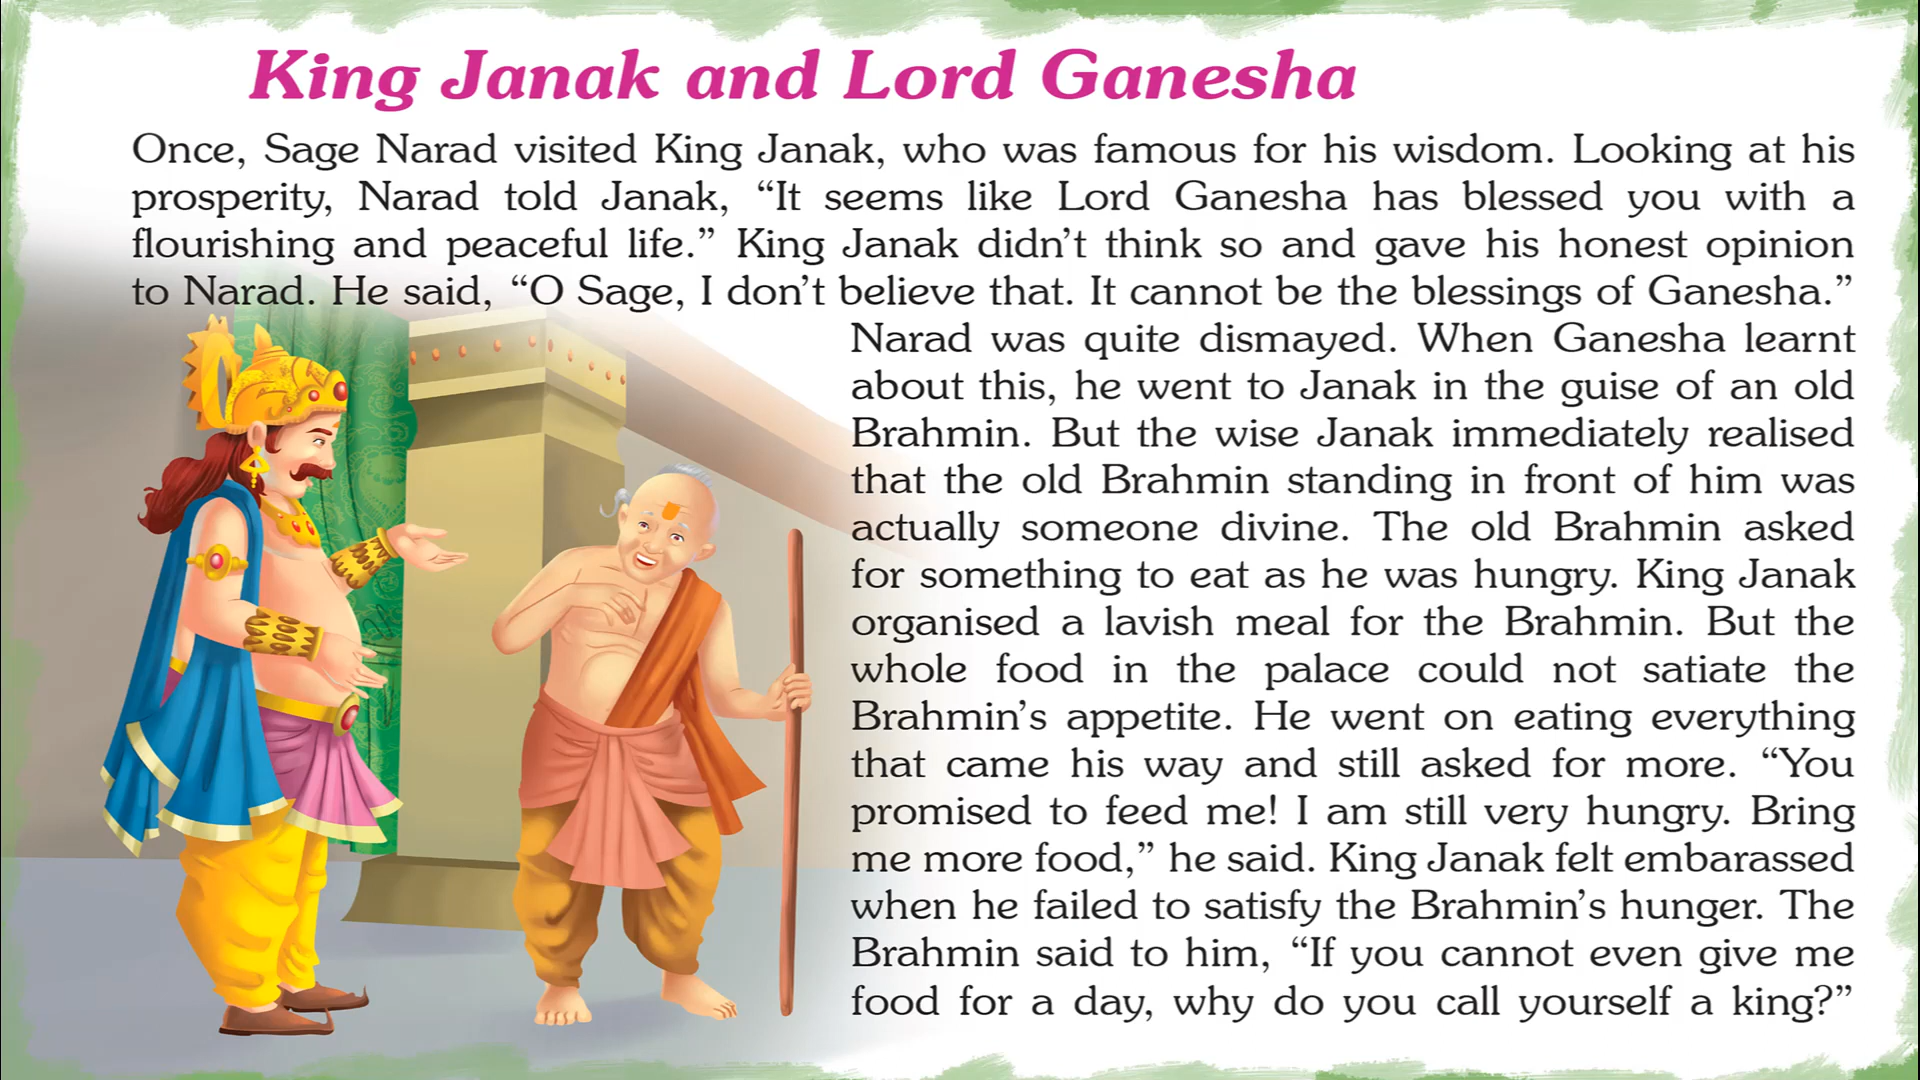 King Janak and Lord Ganesha
Once, Sage Narad visited King Janak, who was famous for his wisdom. Looking at his
prosperity, Narad told Janak, “It seems like Lord Ganesha has blessed you with a
flourishing and peaceful life.” King Janak didn’t think so and gave his honest opinion
to Narad. He said, “O Sage, I don’t believe that. It cannot be the blessings of Ganesha.”
Narad was quite dismayed. When Ganesha learnt
about this, he went to Janak in the guise of an old
Brahmin. But the wise Janak immediately realised
that the old Brahmin standing in front of him was
actually someone divine. The old Brahmin asked
for something to eat as he was hungry. King Janak
organised a lavish meal for the Brahmin. But the
whole food in the palace could not satiate the
Brahmin’s appetite. He went on eating everything
that came his way and still asked for more. “You
promised to feed me! I am still very hungry. Bring
me more food,” he said. King Janak felt embarassed
when he failed to satisfy the Brahmin’s hunger. The
Brahmin said to him, “If you cannot even give me
food for a day, why do you call yourself a king?”